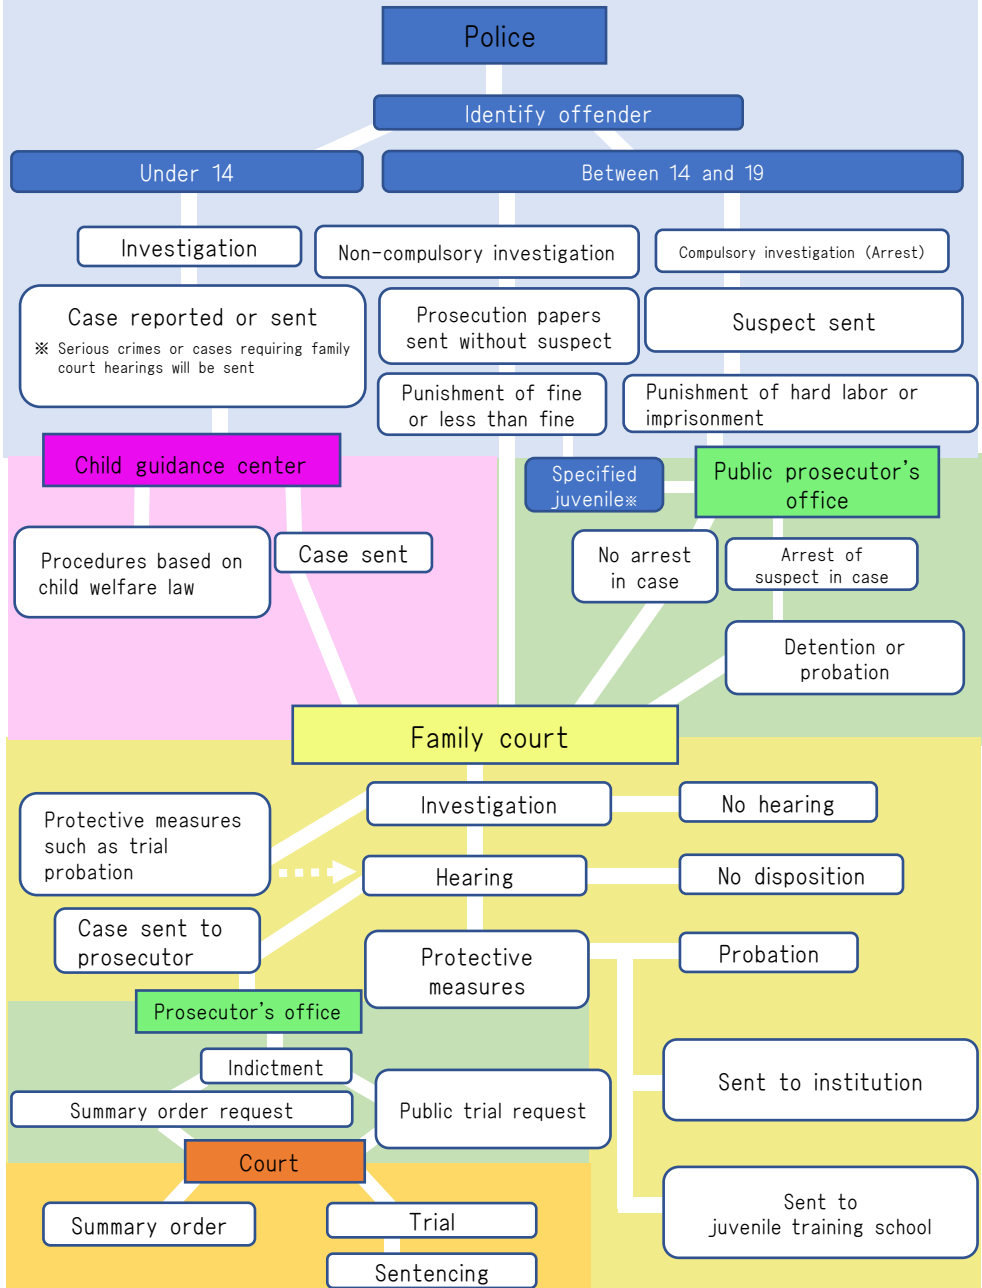 Police
Identify offender
Under 14
Between 14 and 19
Investigation
Non-compulsory investigation
Compulsory investigation (Arrest)
Case reported or sent
※ Serious crimes or cases requiring family
court hearings will be sent
Prosecution papers
sent without suspect
Suspect sent
Punishment of fine
or less than fine
Punishment of hard labor or
imprisonment
Child guidance center
Specified
juvenile※
Public prosecutor's
office
Procedures based on
child welfare law
Case sent
No arrest
in case
Arrest of
suspect in case
Detention or
probation
Family court
Investigation
No hearing
Protective measures
such as trial
probation
Hearing
No disposition
Case sent to
prosecutor
Protective
measures
Probation
Prosecutor's office
Indictment
Summary order request
Public trial request
Sent to institution
Court
Summary order
Trial
Sentencing
Sent to
juvenile training school